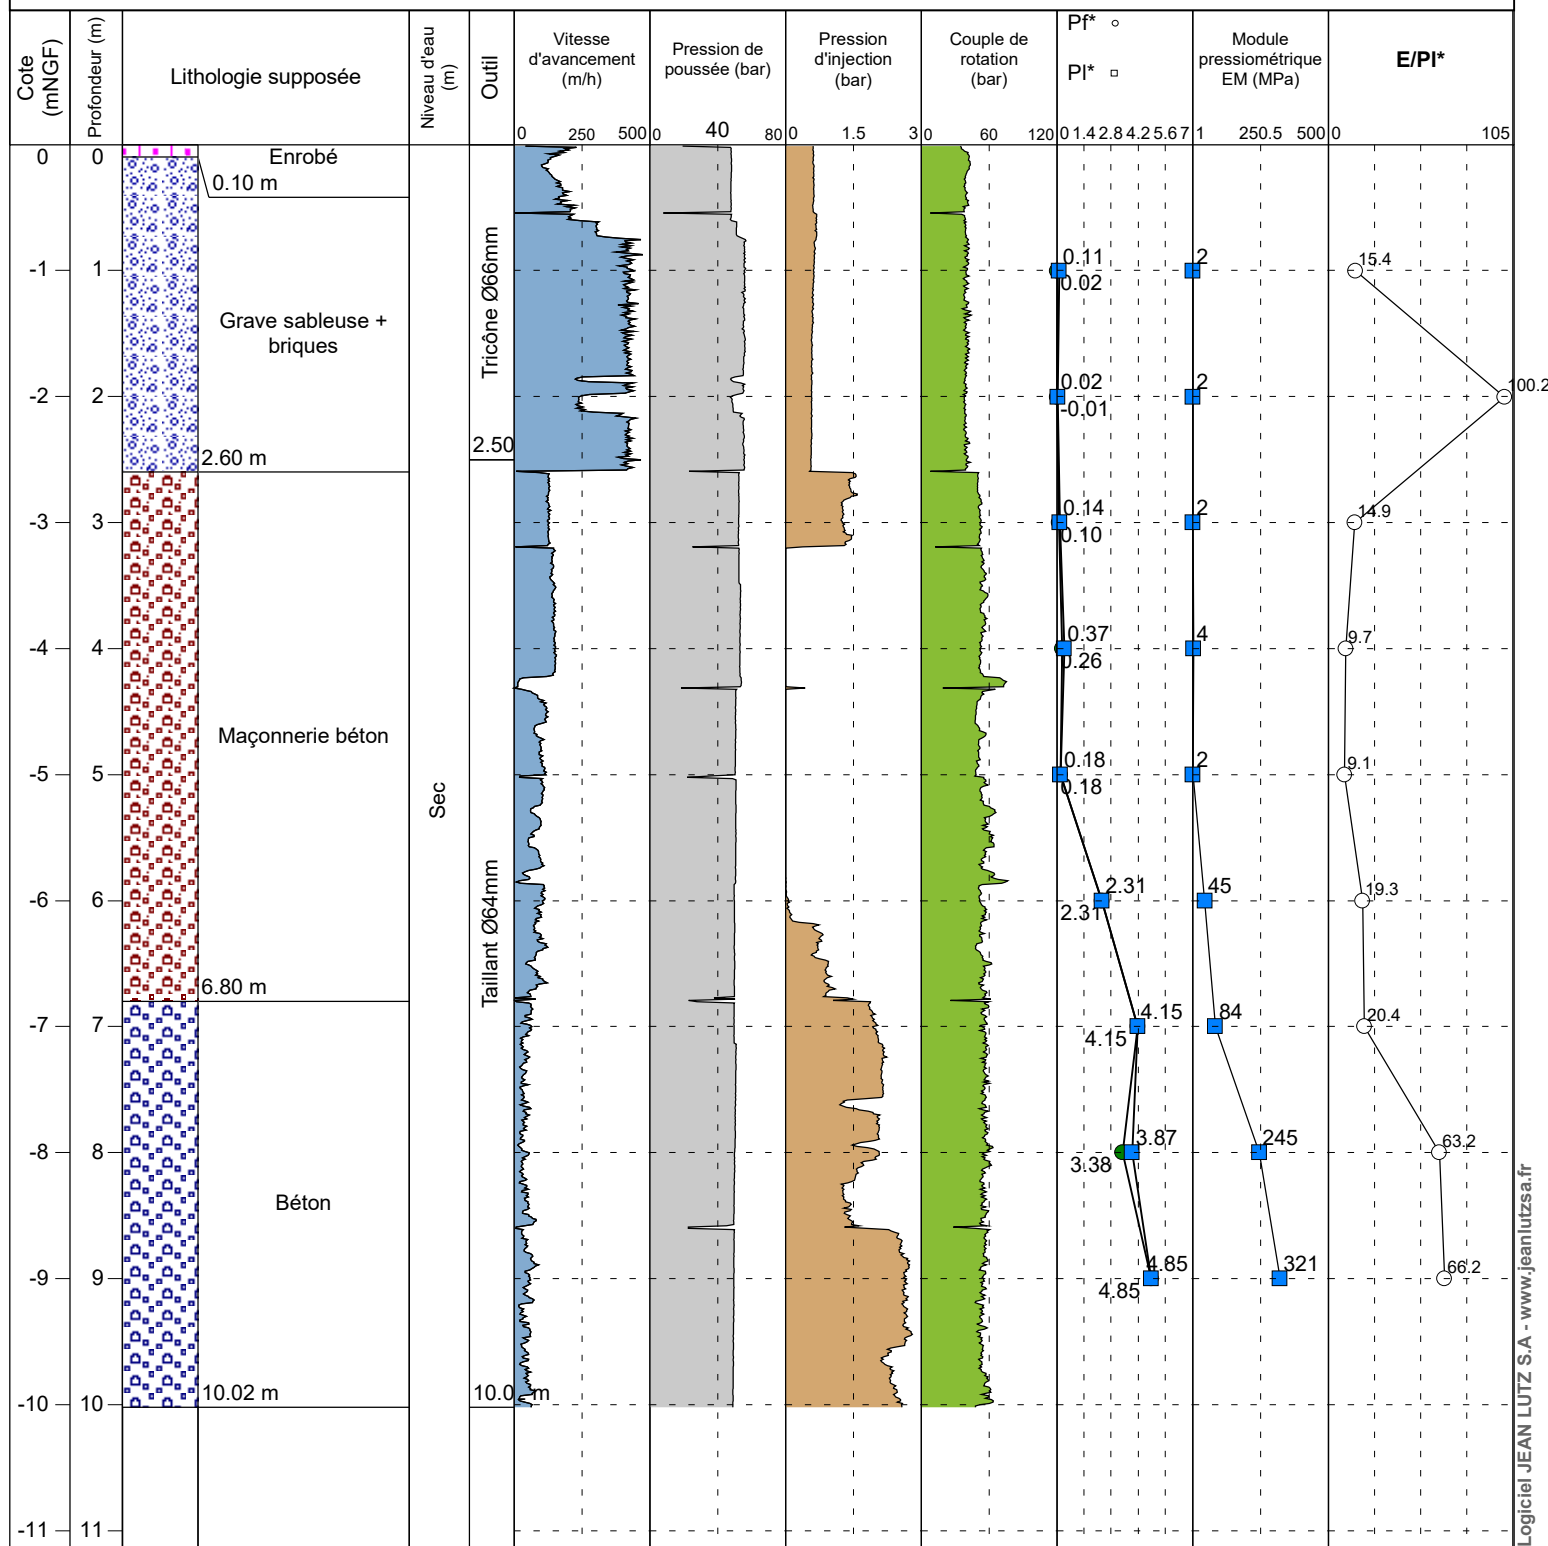 Cote
(mNGF)
Profondeur (m)
Lithologie supposée
Niveau d'eau
(m)
Outil
Vitesse
d'avancement
(m/h)
Pression de
poussée (bar)
Pression
d'injection
(bar)
Couple de
rotation
(bar)
Pf*
Pl*
Module
pressiométrique
EM (MPa)
E/Pl*
0 250 500
0 40 80
0 1.5 3
0 60 120
0 1.4 2.8 4.2 5.6 7
1 250.5 500
0 105
0 0
Enrobé
0.10 m
-1 1
0.11
0.02
2
15.4
Grave sableuse +
briques
Tricône Ø66mm
-2 2
0.02
-0.01
2
100.2
2.60 m
2.50
-3 3
0.14
0.10
2
14.9
-4 4
0.37
0.26
4
9.7
Maçonnerie béton
-5 5
0.18
0.18
2
9.1
Sec
Taillant Ø64mm
-6 6
2.31
2.31
45
19.3
6.80 m
-7 7
4.15
4.15
84
20.4
-8 8
3.87
3.38
245
63.2
Béton
-9 9
4.85
4.85
321
66.2
10.02 m
10.0 m
-10 10
-11 11
Logiciel JEAN LUTZ S.A - www.jeanlutzsa.fr